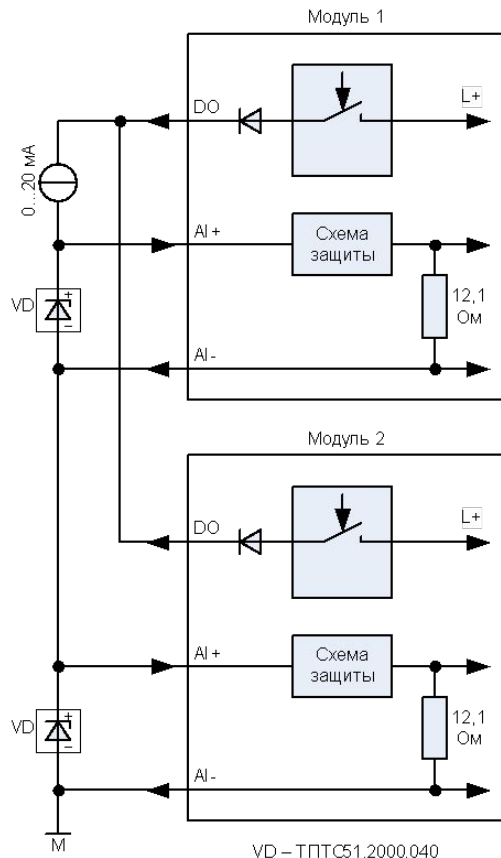 Модуль 1
DO
L+
0...20 мА
AI+
Схема
защиты
VD
+
−
12,1
Ом
AI-
Модуль 2
DO
L+
AI+
Схема
защиты
VD
+
−
12,1
Ом
AI-
M
VD – ТПТС51.2000.040